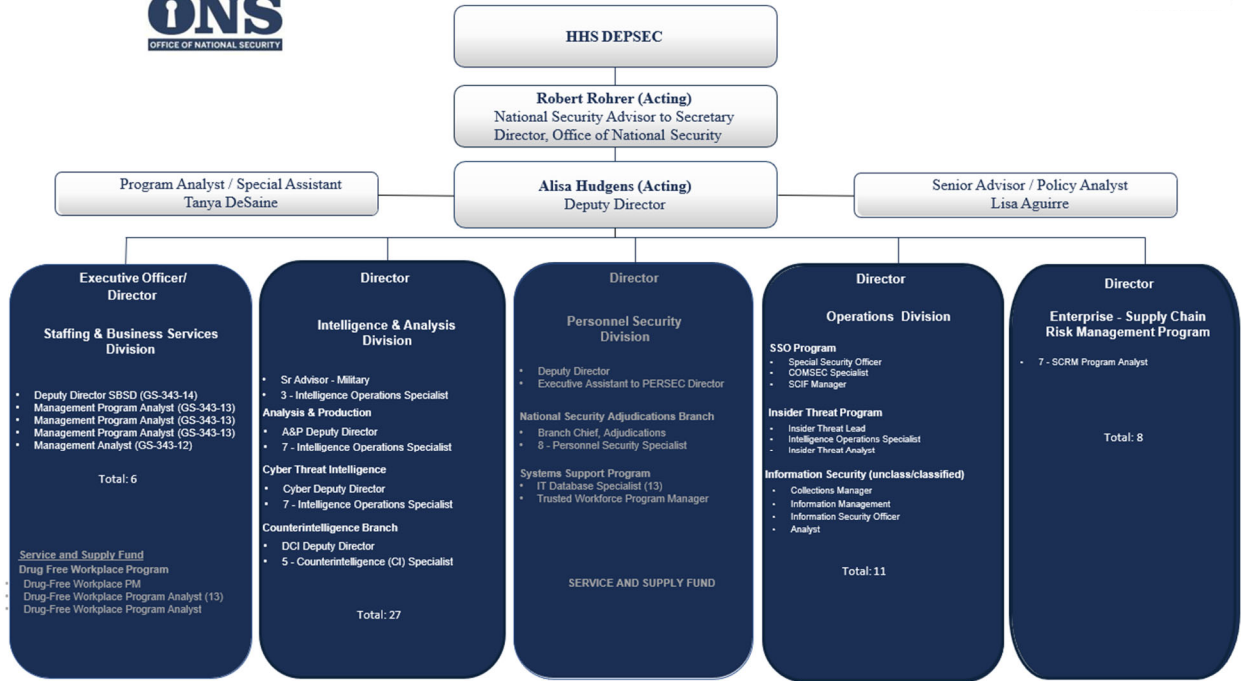 ONS
OFFICE OF NATIONAL SECURITY
HHS DEPSEC
Robert Rohrer (Acting)
National Security Advisor to Secretary
Director, Office of National Security
Program Analyst / Special Assistant
Tanya DeSaine
Alisa Hudgens (Acting)
Deputy Director
Senior Advisor / Policy Analyst
Lisa Aguirre
Executive Officer/
Director
Staffing & Business Services
Division
• Deputy Director SBSD (GS-343-14)
• Management Program Analyst (GS-343-13)
• Management Program Analyst (GS-343-13)
• Management Program Analyst (GS-343-13)
• Management Analyst (GS-343-12)
Total: 6
Service and Supply Fund
Drug Free Workplace Program
• Drug-Free Workplace PM
• Drug-Free Workplace Program Analyst (13)
• Drug-Free Workplace Program Analyst
Director
Intelligence & Analysis
Division
• Sr Advisor - Military
• 3 - Intelligence Operations Specialist
Analysis & Production
• A&P Deputy Director
• 7 - Intelligence Operations Specialist
Cyber Threat Intelligence
• Cyber Deputy Director
• 7 - Intelligence Operations Specialist
Counterintelligence Branch
• DCI Deputy Director
• 5 - Counterintelligence (CI) Specialist
Total: 27
Director
Personnel Security
Division
• Deputy Director
• Executive Assistant to PERSEC Director
National Security Adjudications Branch
• Branch Chief, Adjudications
• 8 - Personnel Security Specialist
Systems Support Program
• IT Database Specialist (13)
• Trusted Workforce Program Manager
SERVICE AND SUPPLY FUND
Director
Operations Division
SSO Program
• Special Security Officer
• COMSEC Specialist
• SCIF Manager
Insider Threat Program
• Insider Threat Lead
• Intelligence Operations Specialist
• Insider Threat Analyst
Information Security (unclass/classified)
• Collections Manager
• Information Management
• Information Security Officer
• Analyst
Total: 11
Director
Enterprise - Supply Chain
Risk Management Program
• 7 - SCRM Program Analyst
Total: 8